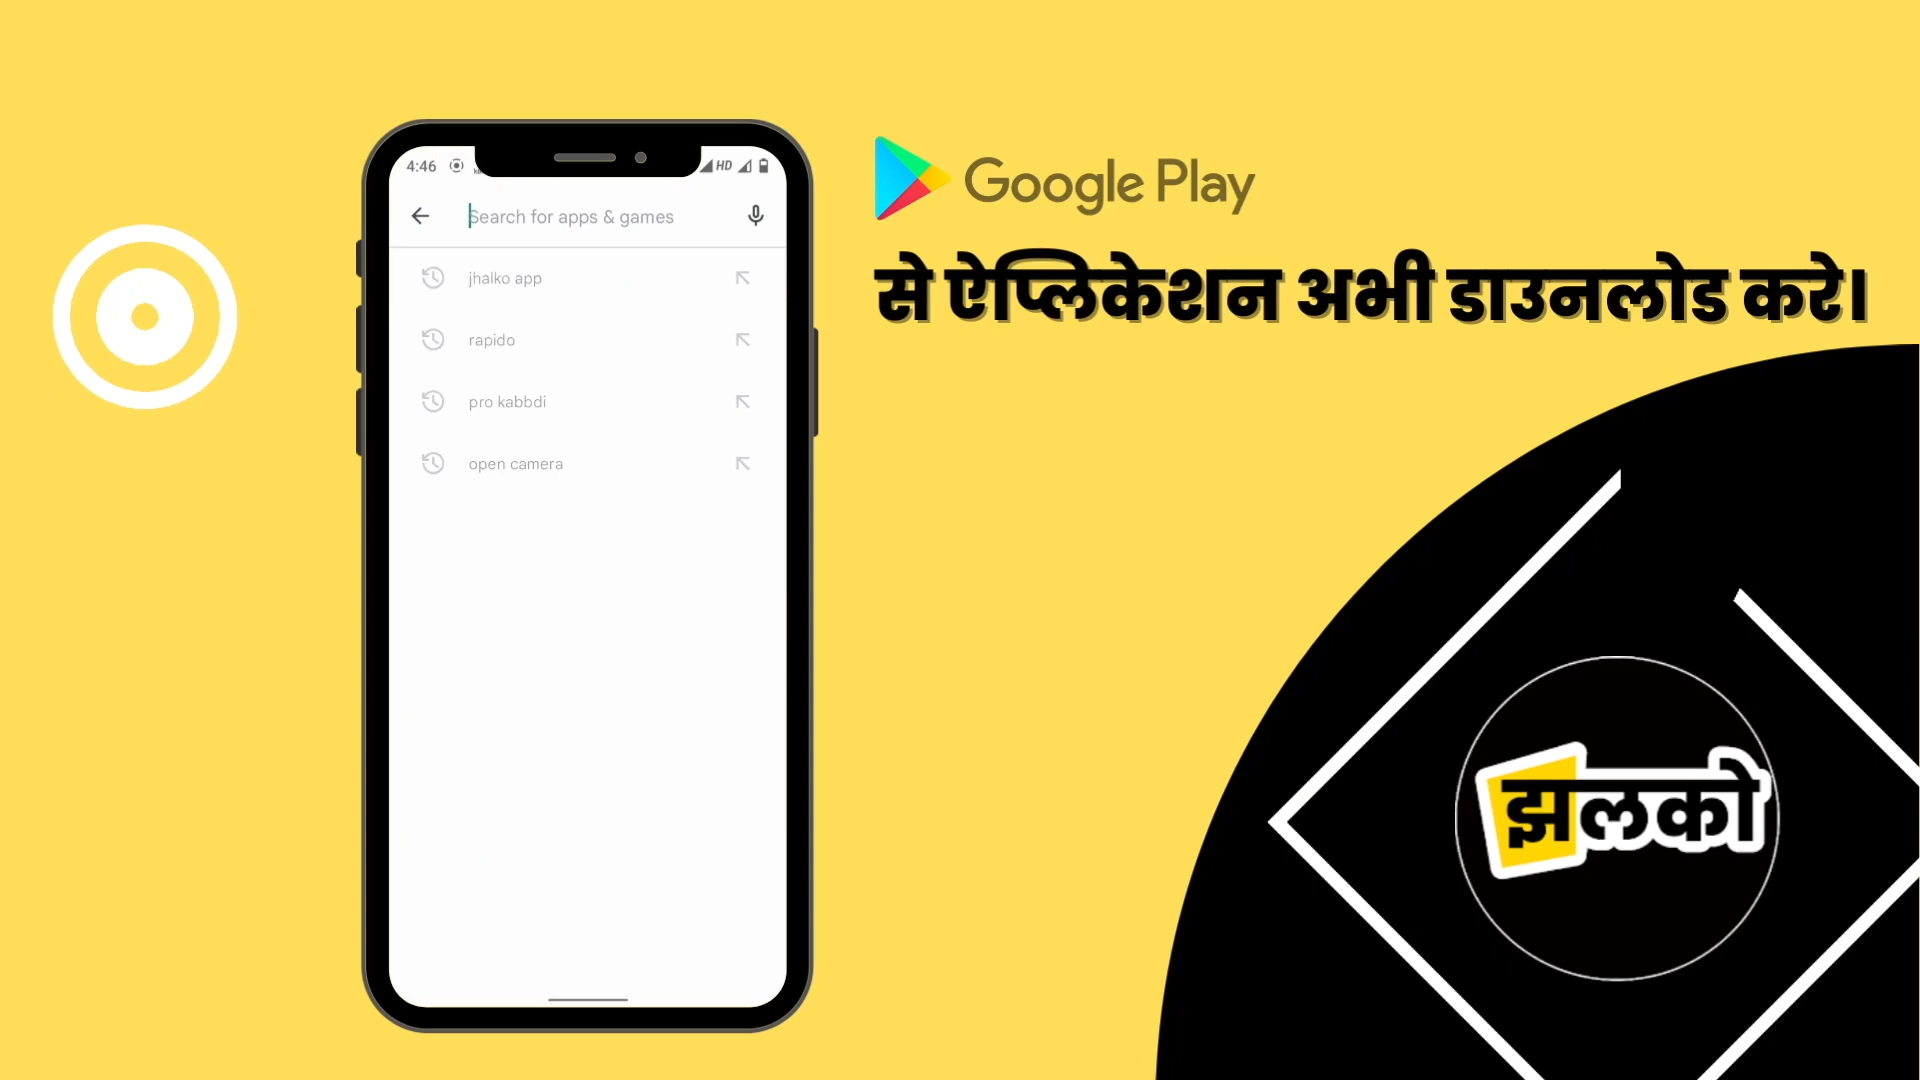 4:46
HD
Search for apps & games
jhalko app
rapido
pro kabbdi
open camera
Google Play
से ऐप्लिकेशन अभी डाउनलोड करे।
झलको